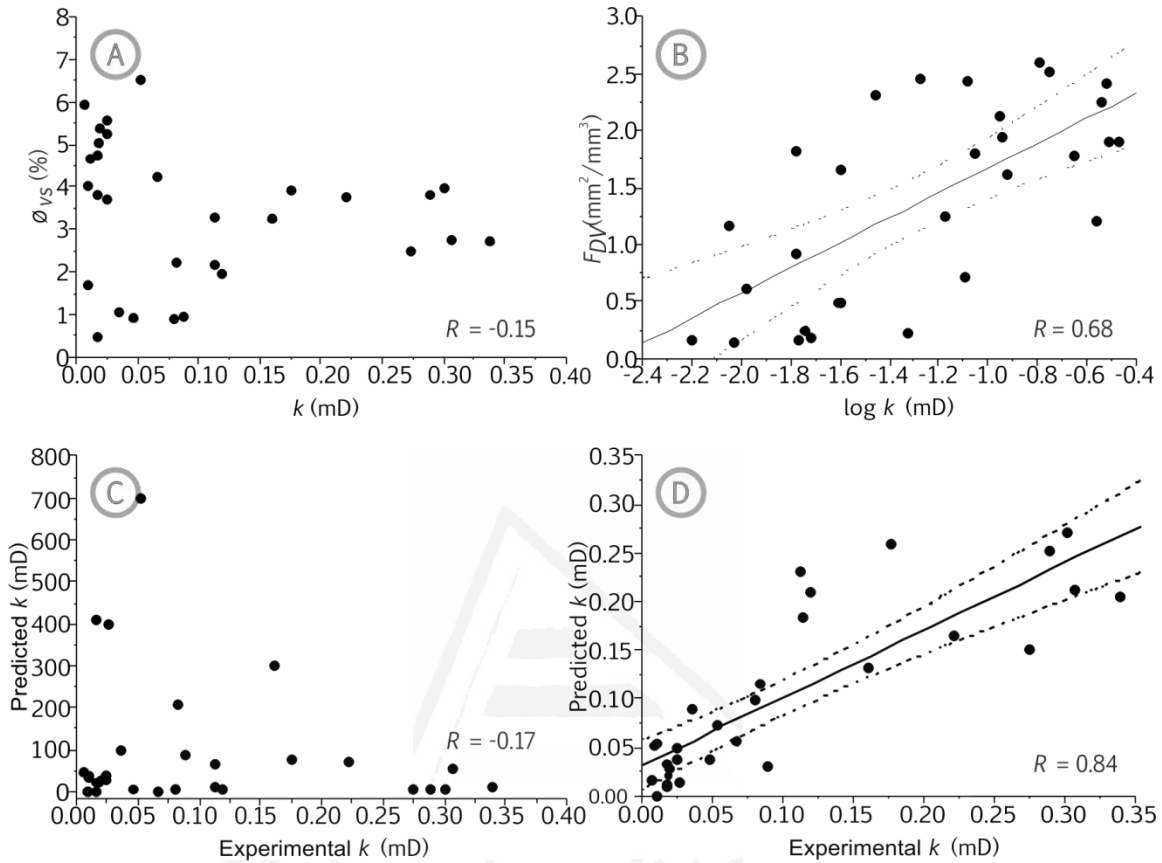 A
8
7
6
5
4
3
2
1
0
ø VS (%)
R = -0.15
0.00 0.05 0.10 0.15 0.20 0.25 0.30 0.35 0.40
k (mD)
B
3.0
2.5
2.0
1.5
1.0
0.5
0.0
FDV(mm²/mm³)
R = 0.68
-2.4 -2.2 -2.0 -1.8 -1.6 -1.4 -1.2 -1.0 -0.8 -0.6 -0.4
log k (mD)
C
800
700
600
500
400
300
200
100
0
Predicted k (mD)
R = -0.17
0.00 0.05 0.10 0.15 0.20 0.25 0.30 0.35 0.40
Experimental k (mD)
D
0.35
0.30
0.25
0.20
0.15
0.10
0.05
0.00
Predicted k (mD)
R = 0.84
0.00 0.05 0.10 0.15 0.20 0.25 0.30 0.35
Experimental k (mD)